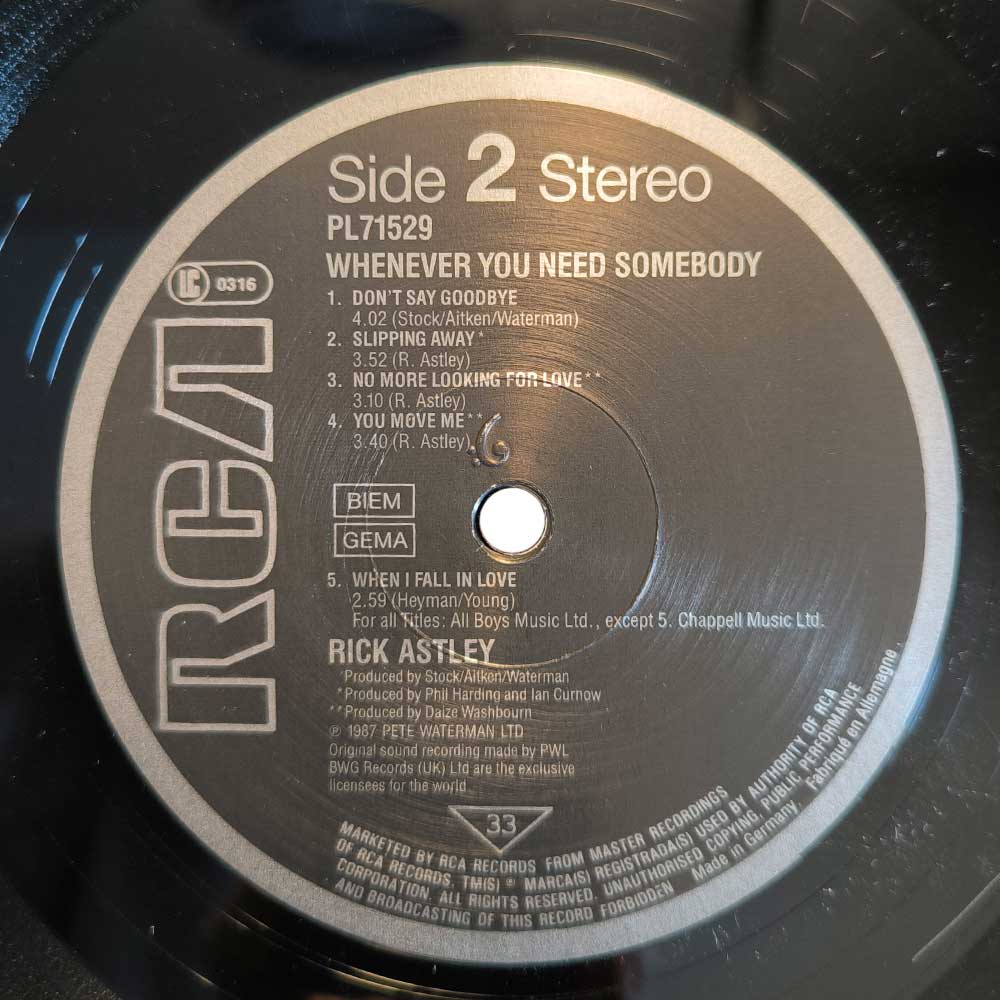 Side 2 Stereo
PL71529
WHENEVER YOU NEED SOMEBODY
LC 0316
RCA
1. DON'T SAY GOODBYE
4.02 (Stock/Aitken/Waterman)
2. SLIPPING AWAY*
3.52 (R. Astley)
3. NO MORE LOOKING FOR LOVE**
3.10 (R. Astley)
4. YOU MOVE ME**
3.40 (R. Astley)
BIEM
GEMA
5. WHEN I FALL IN LOVE
2.59 (Heyman/Young)
For all Titles: All Boys Music Ltd., except 5. Chappell Music Ltd.
RICK ASTLEY
*Produced by Stock/Aitken/Waterman
*Produced by Phil Harding and Ian Curnow
**Produced by Daize Washbourn
℗ 1987 PETE WATERMAN LTD
Original sound recording made by PWL
BWG Records (UK) Ltd are the exclusive
licensees for the world
33
MARKETED BY RCA RECORDS FROM MASTER RECORDINGS
OF RCA RECORDS. TM(S) ® MARCA(S) REGISTRADA(S) USED BY AUTHORITY OF RCA
CORPORATION. ALL RIGHTS RESERVED. UNAUTHORISED COPYING, PUBLIC PERFORMANCE
AND BROADCASTING OF THIS RECORD FORBIDDEN Made in Germany. Fabriqué en Allemagne